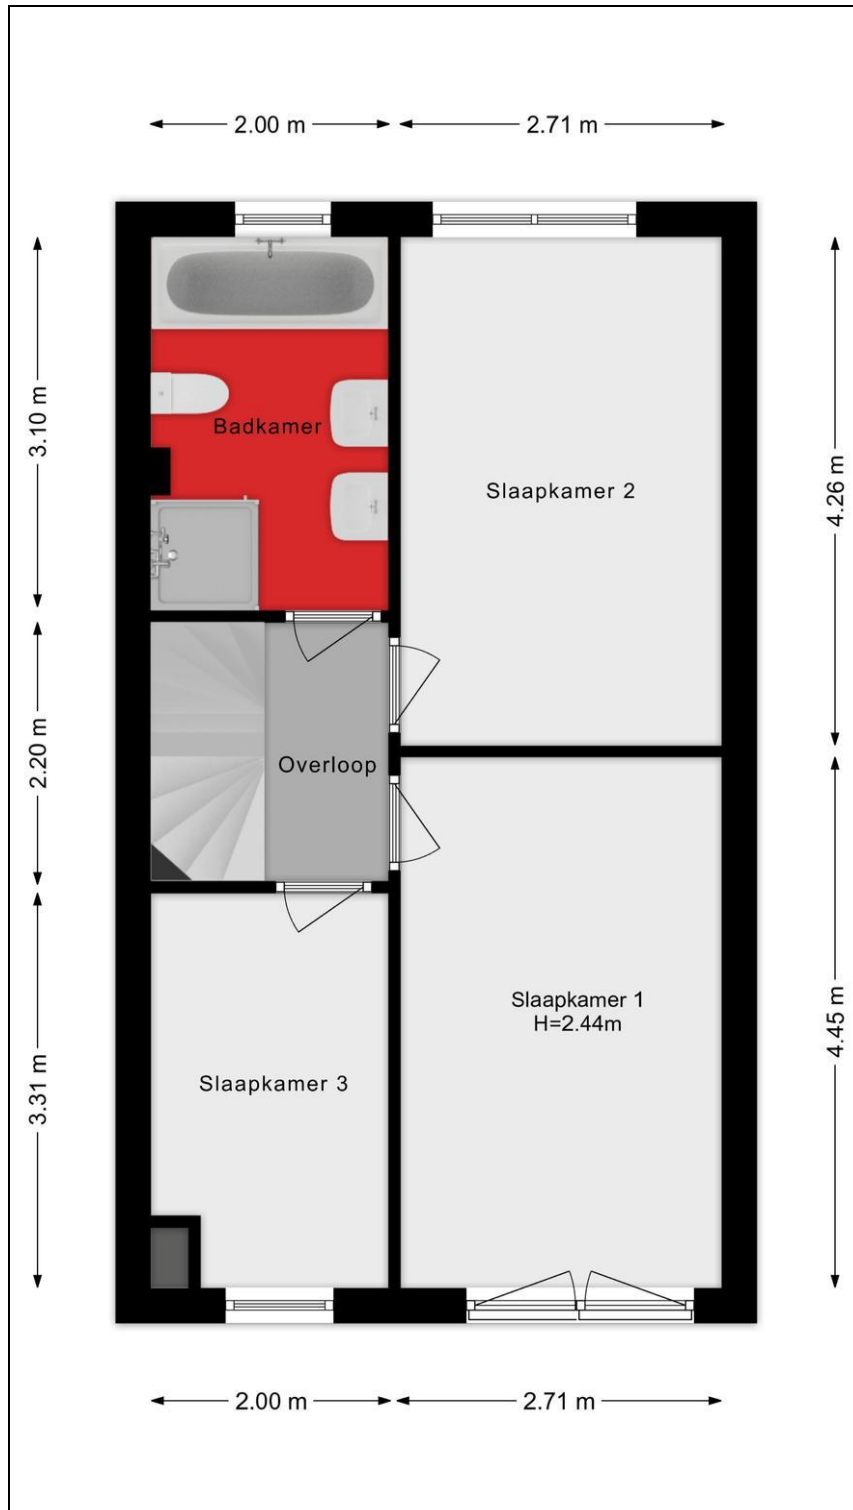 2.00 m
2.71 m
3.10 m
Badkamer
Slaapkamer 2
4.26 m
2.20 m
Overloop
Slaapkamer 1
H=2.44m
4.45 m
3.31 m
Slaapkamer 3
2.00 m
2.71 m